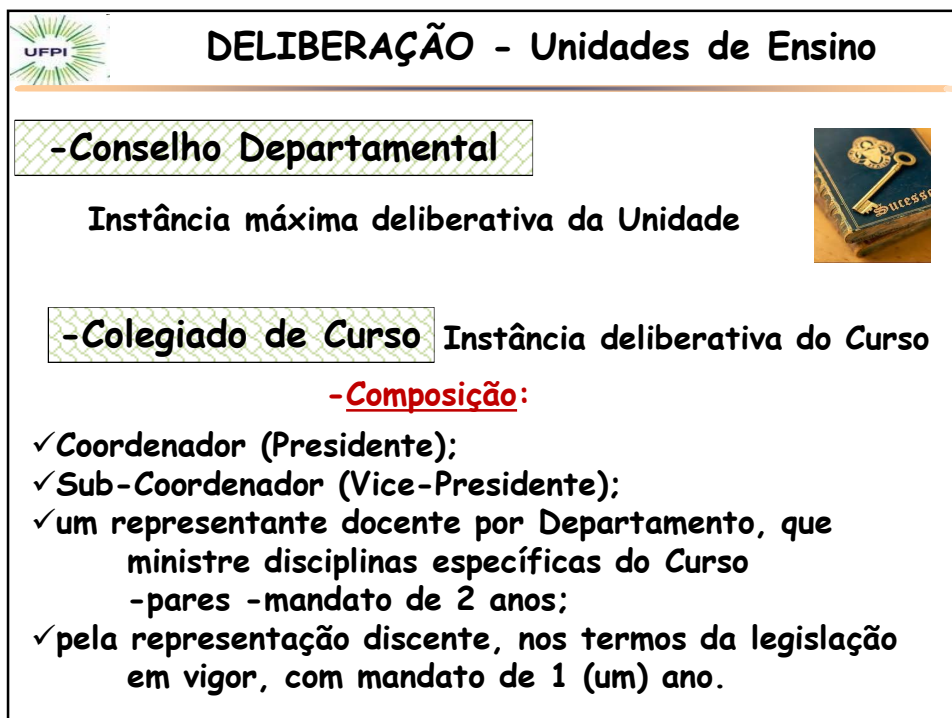 UFPI
DELIBERAÇÃO - Unidades de Ensino
-Conselho Departamental
Sucesso
Instância máxima deliberativa da Unidade
-Colegiado de Curso Instância deliberativa do Curso
-Composição:
✓Coordenador (Presidente);
✓Sub-Coordenador (Vice-Presidente);
✓um representante docente por Departamento, que
ministre disciplinas específicas do Curso
-pares -mandato de 2 anos;
✓pela representação discente, nos termos da legislação
em vigor, com mandato de 1 (um) ano.